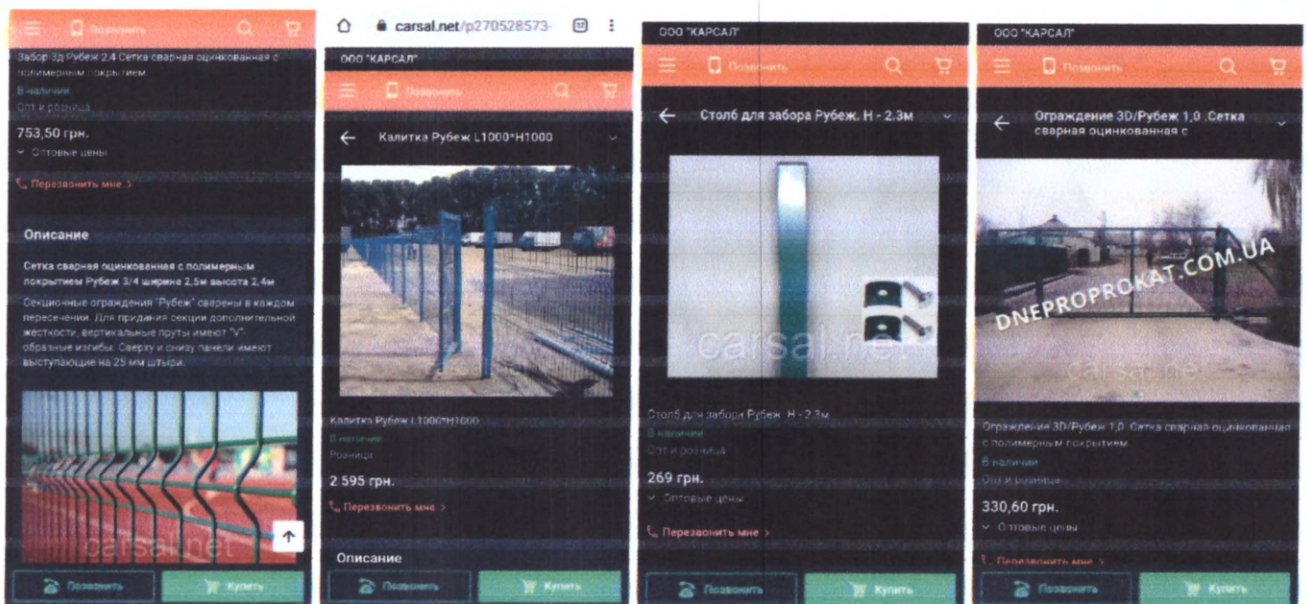 Позвонить
Забор 3д Рубеж 2,4 Сетка сварная оцинкованная с
полимерным покрытием
В наличии
Опт и розница
753,50 грн.
Оптовые цены
Перезвонить мне >
Описание
Сетка сварная оцинкованная с полимерным
покрытием Рубеж 3/4 ширина 2,5м высота 2,4м
Секционные ограждения "Рубеж" сварены в каждом
пересечении. Для придания секции дополнительной
жесткости, вертикальные пруты имеют "V"-
образные изгибы. Сверху и снизу панели имеют
выступающие на 25 мм штыри.
carsal.net
Позвонить
Купить
carsal.net/p270528573-
ООО "КАРСАЛ"
Позвонить
Калитка Рубеж L1000*H1000
Калитка Рубеж L1000*H1000
В наличии
Розница
2 595 грн.
Перезвонить мне >
Описание
Позвонить
Купить
ООО "КАРСАЛ"
Позвонить
Столб для забора Рубеж. H - 2.3м
carsal.net
Столб для забора Рубеж. H - 2.3м
В наличии
Опт и розница
269 грн.
Оптовые цены
Перезвонить мне >
Позвонить
Купить
ООО "КАРСАЛ"
Позвонить
Ограждение 3D/Рубеж 1,0 .Сетка
сварная оцинкованная с
DNEPROPROKAT.COM.UA
carsal.net
Ограждение 3D/Рубеж 1,0 .Сетка сварная оцинкованная
с полимерным покрытием
В наличии
Опт и розница
330,60 грн.
Оптовые цены
Перезвонить мне >
Позвонить
Купить